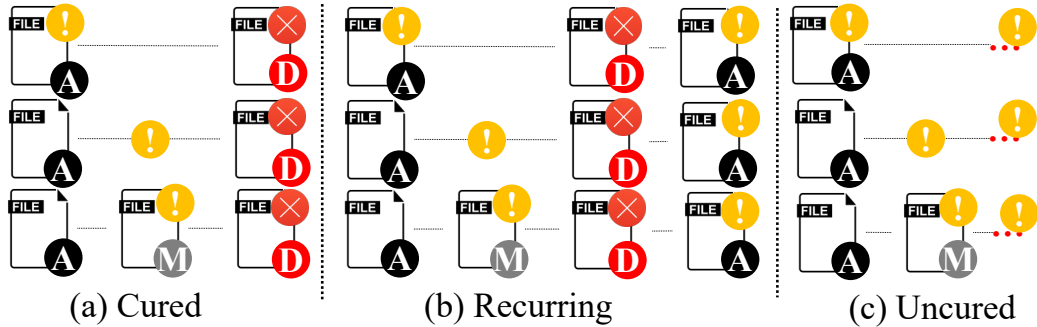 FILE ! FILE FILE ! FILE FILE ! FILE ! !
A D A D A A
FILE FILE FILE FILE FILE ! FILE !
! ! !
A D A D A A
FILE FILE ! FILE FILE FILE ! FILE FILE ! FILE FILE ! !
A M D A M D A A M
(a) Cured (b) Recurring (c) Uncured